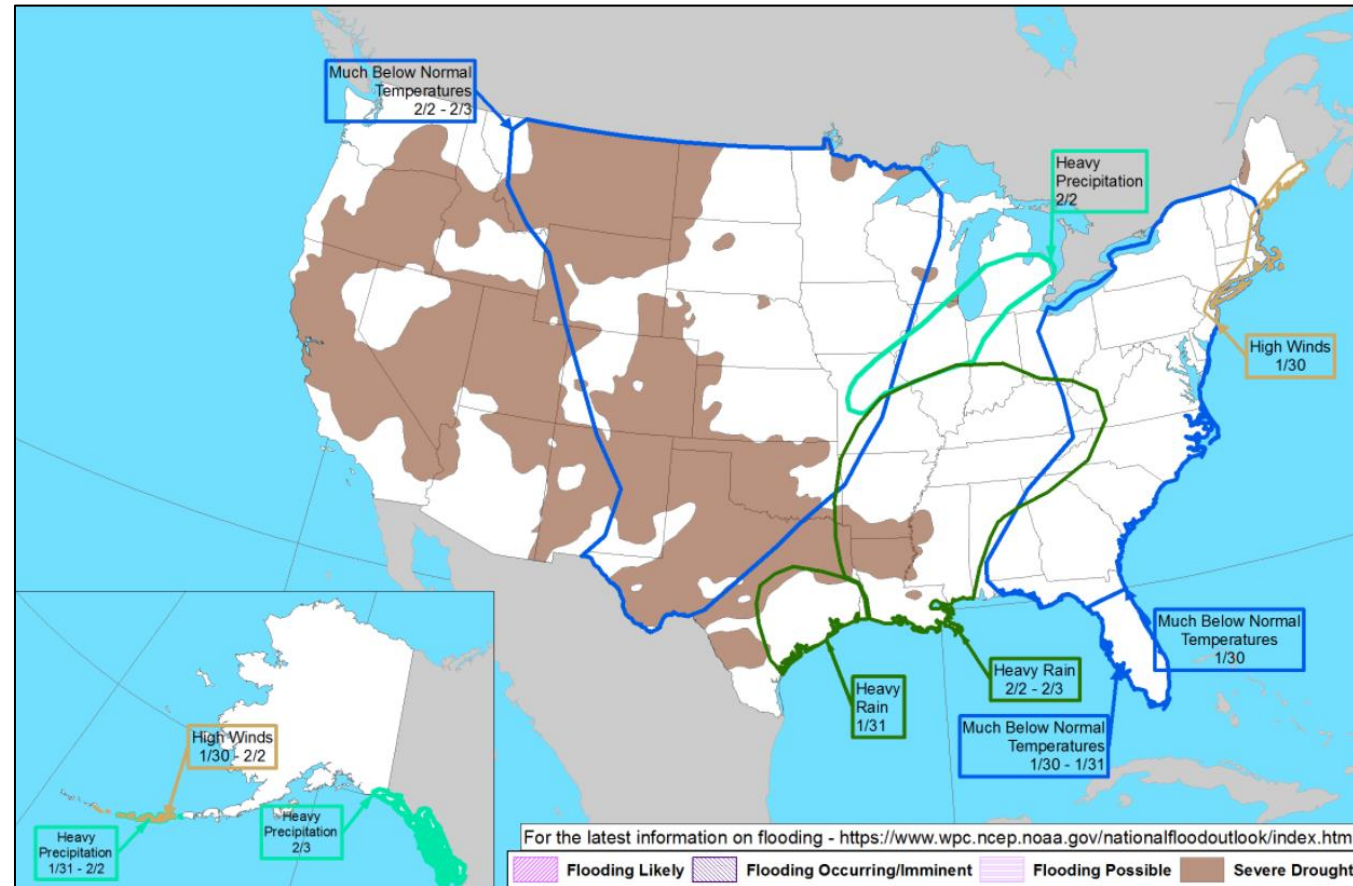 Much Below Normal
Temperatures
2/2 - 2/3
Heavy
Precipitation
2/2
High Winds
1/30
Much Below Normal
Temperatures
1/30
Heavy Rain
2/2 - 2/3
Heavy
Rain
1/31
Much Below Normal
Temperatures
1/30 - 1/31
High Winds
1/30 - 2/2
Heavy
Precipitation
1/31 - 2/2
Heavy
Precipitation
2/3
For the latest information on flooding - https://www.wpc.ncep.noaa.gov/nationalfloodoutlook/index.htm
Flooding Likely Flooding Occurring/Imminent Flooding Possible Severe Drought